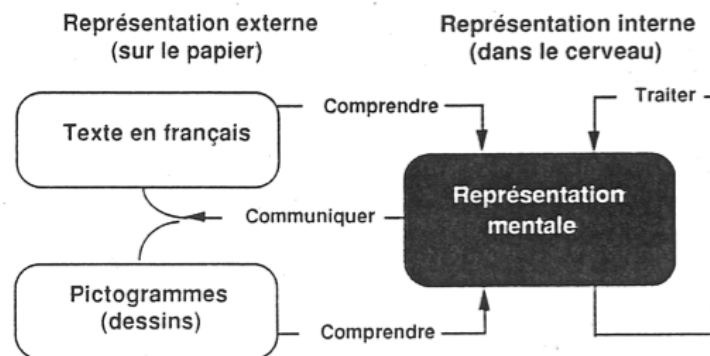 Représentation externe
(sur le papier)
Représentation interne
(dans le cerveau)
Comprendre
Traiter
Texte en français
Représentation
mentale
Communiquer
Pictogrammes
(dessins)
Comprendre